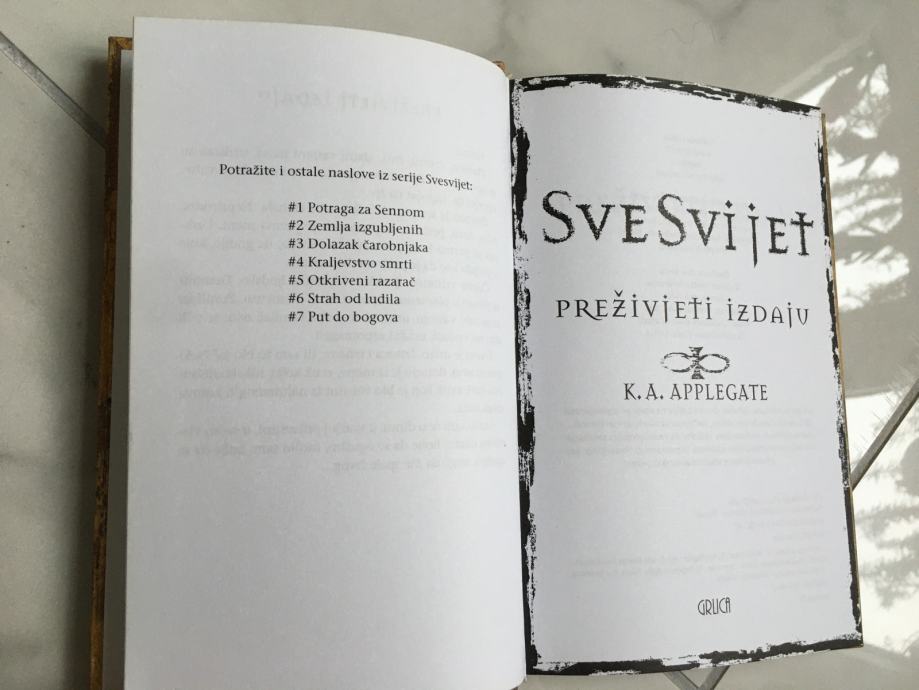 Potražite i ostale naslove iz serije Svesvijet:
#1 Potraga za Sennom
#2 Zemlja izgubljenih
#3 Dolazak čarobnjaka
#4 Kraljevstvo smrti
#5 Otkriveni razarač
#6 Strah od ludila
#7 Put do bogova
SVESVIJET
PREŽIVJETI IZDAJU
K. A. APPLEGATE
GRLICA